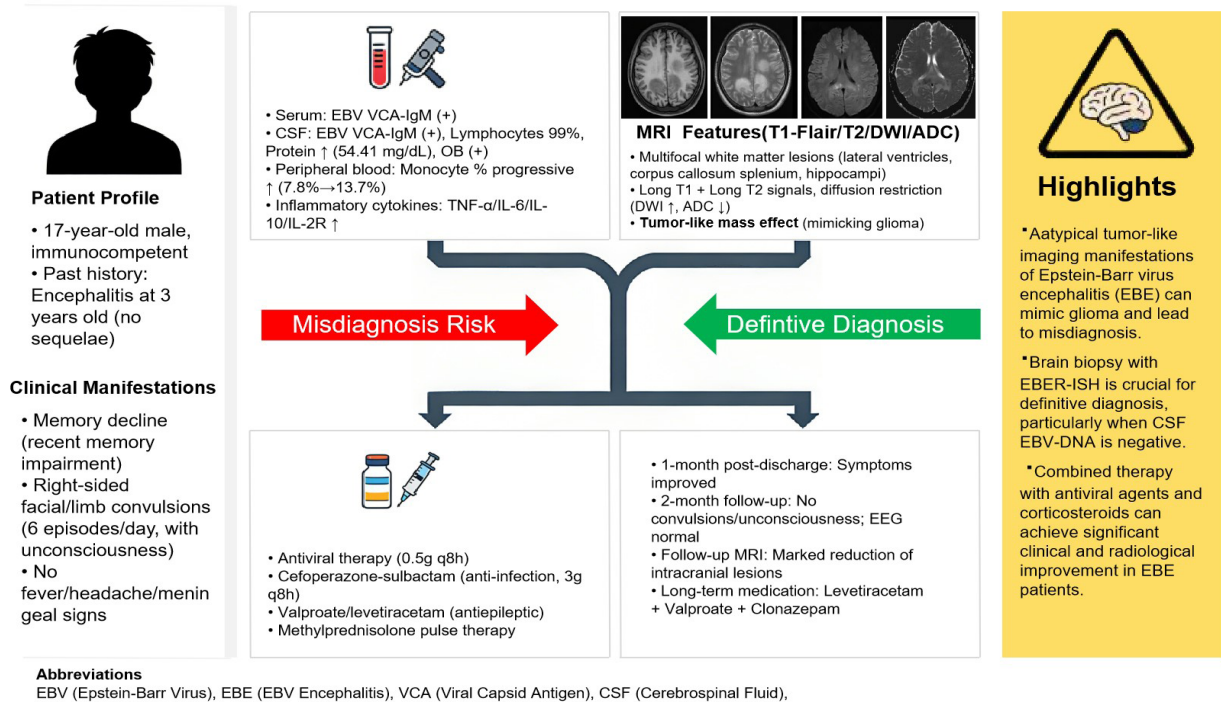 Patient Profile
• 17-year-old male,
immunocompetent
• Past history:
Encephalitis at 3
years old (no
sequelae)
Clinical Manifestations
• Memory decline
(recent memory
impairment)
• Right-sided
facial/limb convulsions
(6 episodes/day, with
unconsciousness)
• No
fever/headache/menin
geal signs
• Serum: EBV VCA-IgM (+)
• CSF: EBV VCA-IgM (+), Lymphocytes 99%,
Protein ↑ (54.41 mg/dL), OB (+)
• Peripheral blood: Monocyte % progressive
↑ (7.8%→13.7%)
• Inflammatory cytokines: TNF-α/IL-6/IL-
10/IL-2R ↑
MRI Features(T1-Flair/T2/DWI/ADC)
• Multifocal white matter lesions (lateral ventricles,
corpus callosum splenium, hippocampi)
• Long T1 + Long T2 signals, diffusion restriction
(DWI ↑, ADC ↓)
• Tumor-like mass effect (mimicking glioma)
Misdiagnosis Risk
Defintive Diagnosis
• Antiviral therapy (0.5g q8h)
• Cefoperazone-sulbactam (anti-infection, 3g
q8h)
• Valproate/levetiracetam (antiepileptic)
• Methylprednisolone pulse therapy
• 1-month post-discharge: Symptoms
improved
• 2-month follow-up: No
convulsions/unconsciousness; EEG
normal
• Follow-up MRI: Marked reduction of
intracranial lesions
• Long-term medication: Levetiracetam
+ Valproate + Clonazepam
Highlights
▪Aatypical tumor-like
imaging manifestations
of Epstein-Barr virus
encephalitis (EBE) can
mimic glioma and lead
to misdiagnosis.
▪Brain biopsy with
EBER-ISH is crucial for
definitive diagnosis,
particularly when CSF
EBV-DNA is negative.
▪Combined therapy
with antiviral agents and
corticosteroids can
achieve significant
clinical and radiological
improvement in EBE
patients.
Abbreviations
EBV (Epstein-Barr Virus), EBE (EBV Encephalitis), VCA (Viral Capsid Antigen), CSF (Cerebrospinal Fluid),